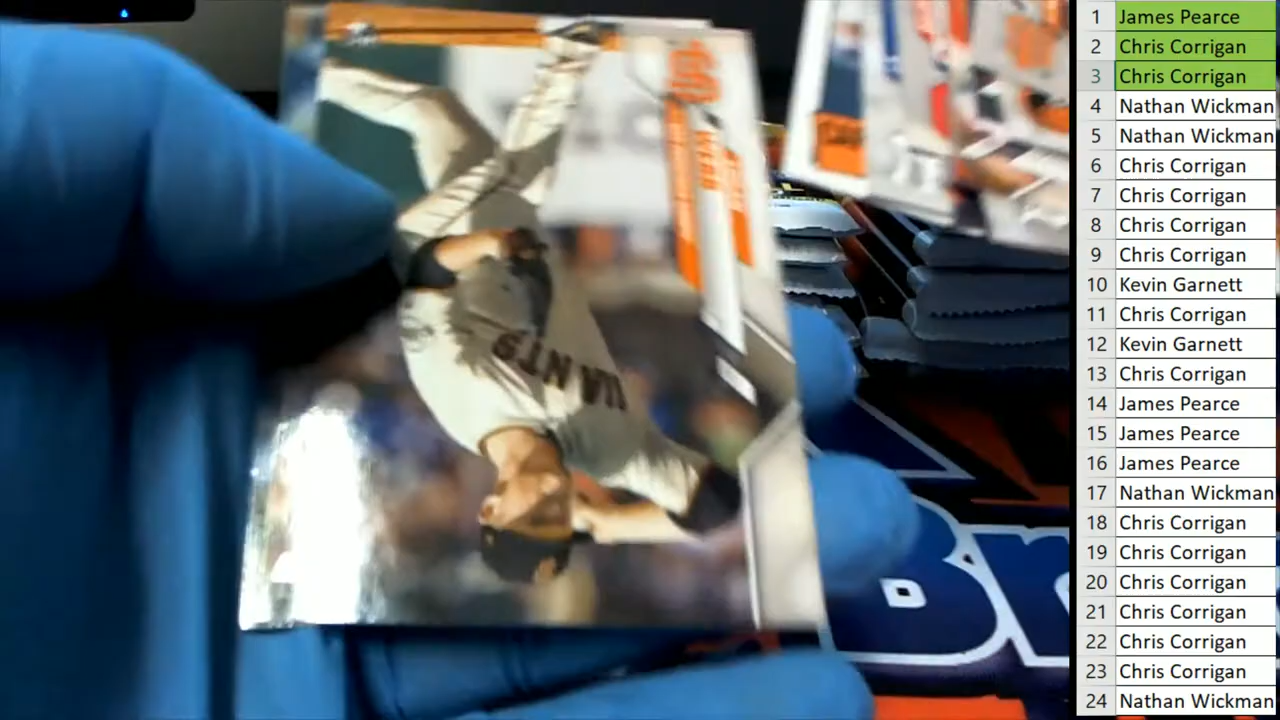 1 James Pearce
2 Chris Corrigan
3 Chris Corrigan
4 Nathan Wickman
5 Nathan Wickman
6 Chris Corrigan
7 Chris Corrigan
8 Chris Corrigan
9 Chris Corrigan
10 Kevin Garnett
11 Chris Corrigan
12 Kevin Garnett
13 Chris Corrigan
14 James Pearce
15 James Pearce
16 James Pearce
17 Nathan Wickman
18 Chris Corrigan
19 Chris Corrigan
20 Chris Corrigan
21 Chris Corrigan
22 Chris Corrigan
23 Chris Corrigan
24 Nathan Wickman
IANTS
Br